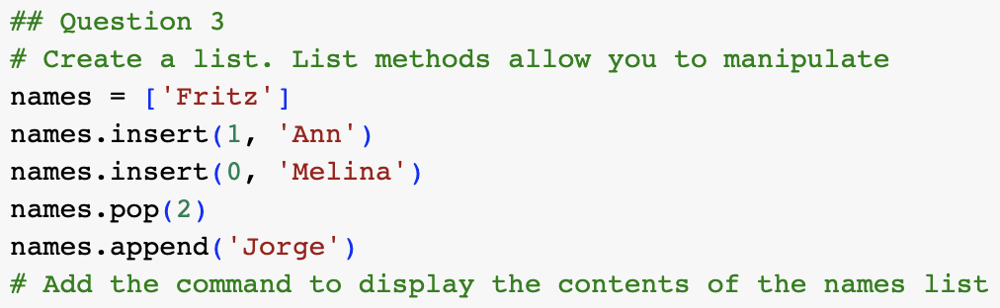 ## Question 3
# Create a list. List methods allow you to manipulate
names = ['Fritz']
names.insert(1, 'Ann')
names.insert(0, 'Melina')
names.pop(2)
names.append('Jorge')
# Add the command to display the contents of the names list